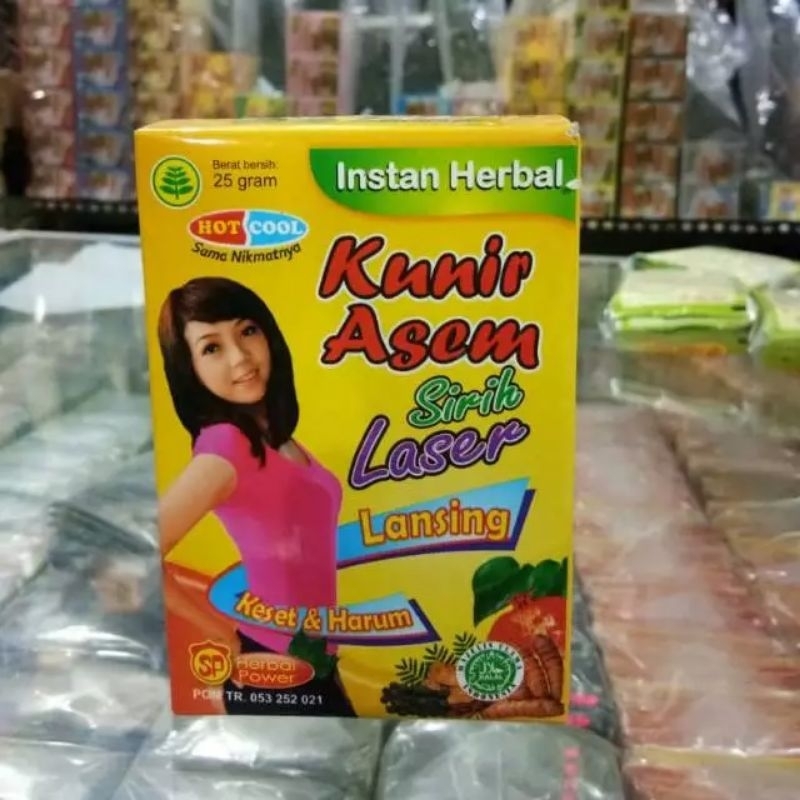 Berat bersih:
25 gram
Instan Herbal
HOT COOL
Sama Nikmatnya
Kunir
Asem
Sirih
Laser
Lansing
Keset & Harum
SP Herbal
Power
POM TR. 053 252 021
HALAL